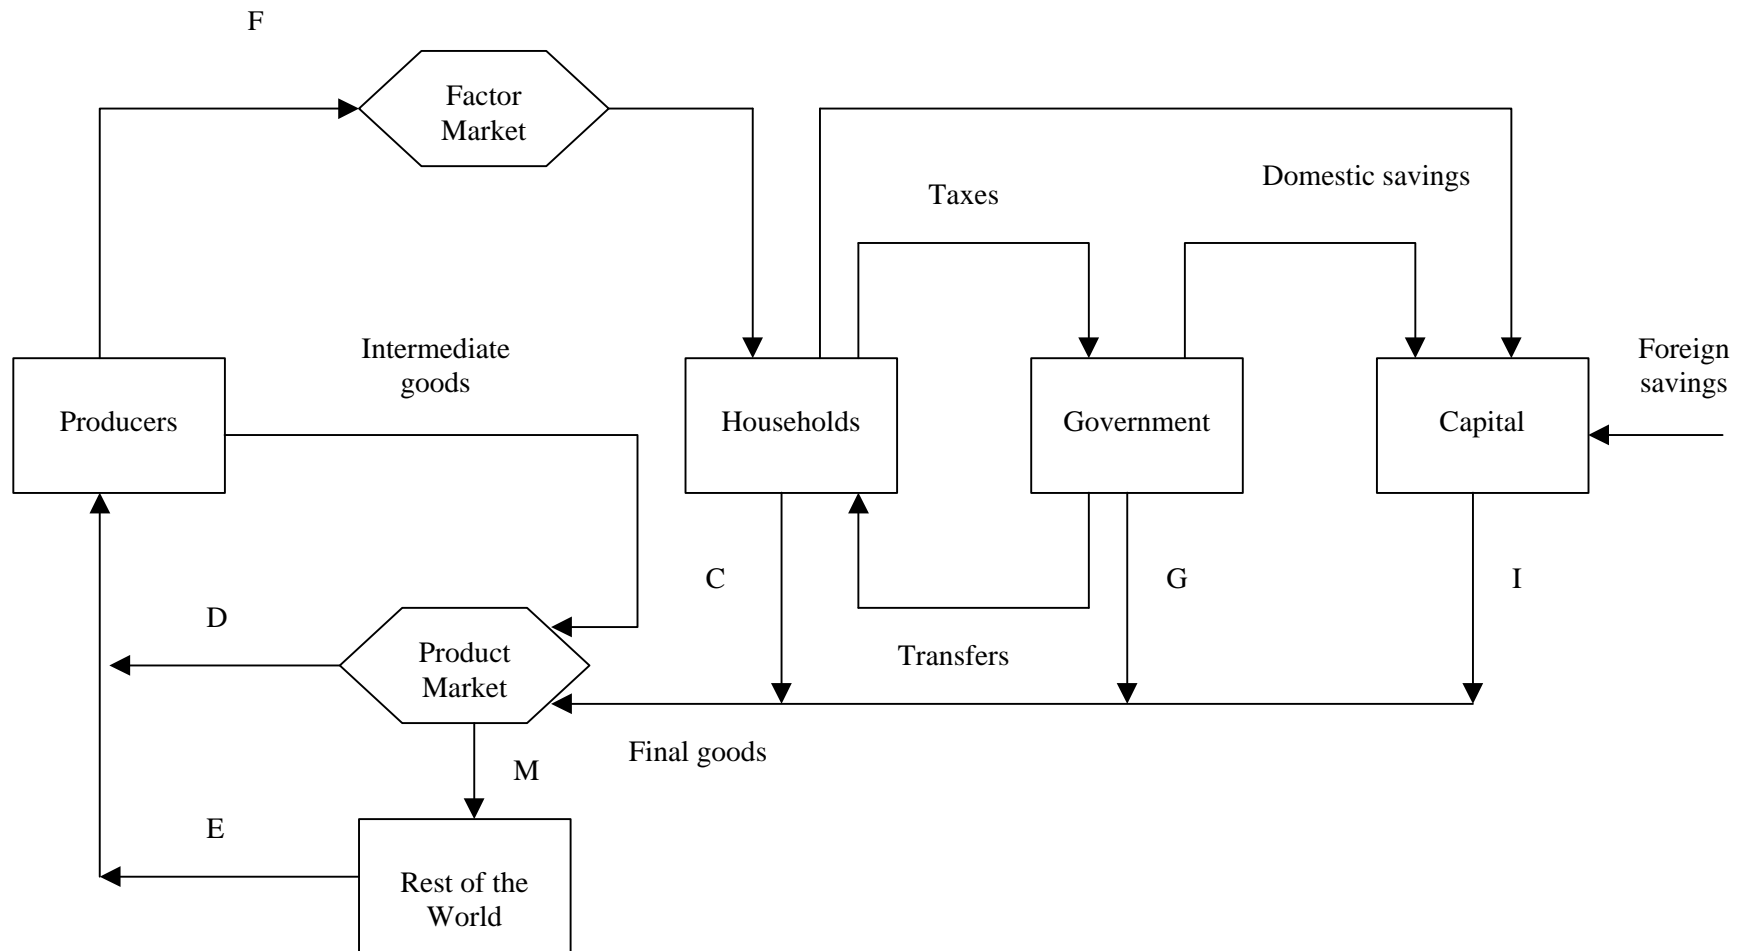 F
Factor
Market
Domestic savings
Taxes
Intermediate
goods
Foreign
savings
Producers
Households
Government
Capital
C
G
I
D
Product
Market
Transfers
Final goods
M
E
Rest of the
World